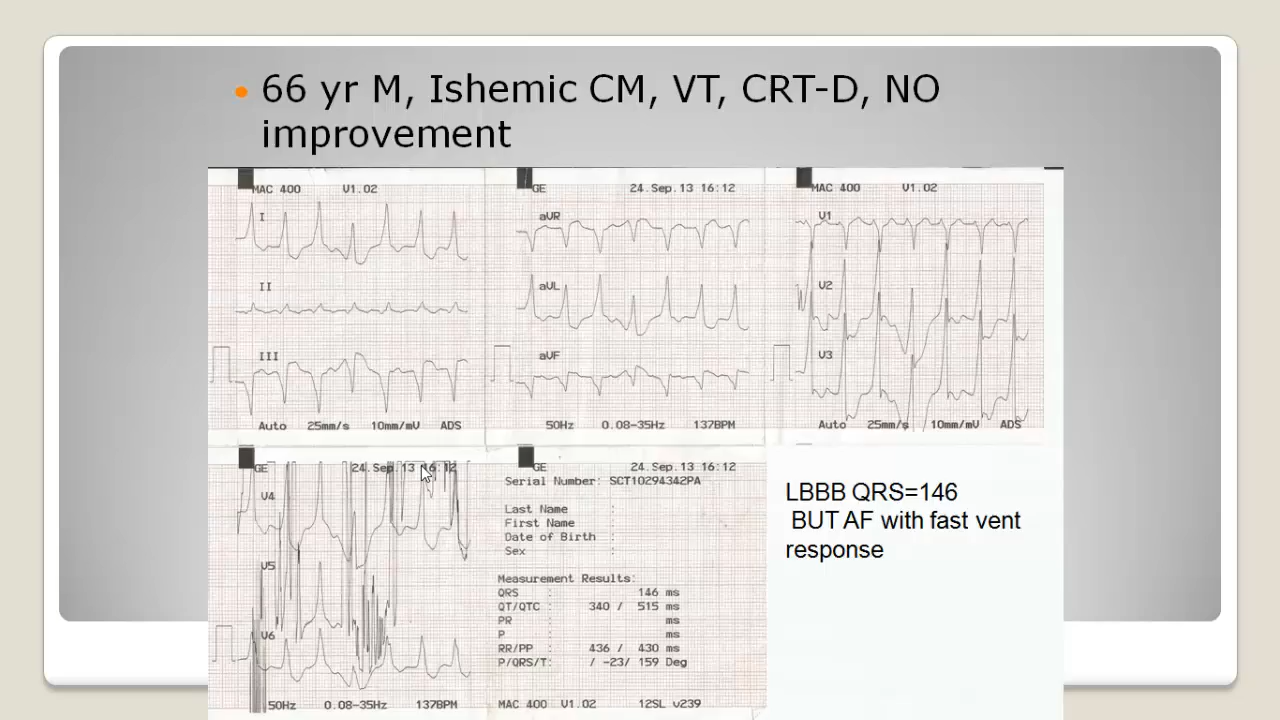 66 yr M, Ishemic CM, VT, CRT-D, NO
improvement
MAC 400 V1.02
I
II
III
Auto 25mm/s 10mm/mV ADS
GE 24.Sep.13 16:12
aVR
aVL
aVF
50Hz 0.08-35Hz 137BPM
MAC 400 V1.02
V1
V2
V3
Auto 25mm/s 10mm/mV ADS
GE 24.Sep.13 16:12
V4
V5
V6
50Hz 0.08-35Hz 137BPM
GE 24.Sep.13 16:12
Serial Number: SCT10294342PA
Last Name :
First Name :
Date of Birth :
Sex :
Measurement Results:
QRS : 146 ms
QT/QTC : 340 / 515 ms
PR : ms
P : ms
RR/PP : 436 / 430 ms
P/QRS/T: / -23/ 159 Deg
MAC 400 V1.02 12SL v239
LBBB QRS=146
BUT AF with fast vent
response